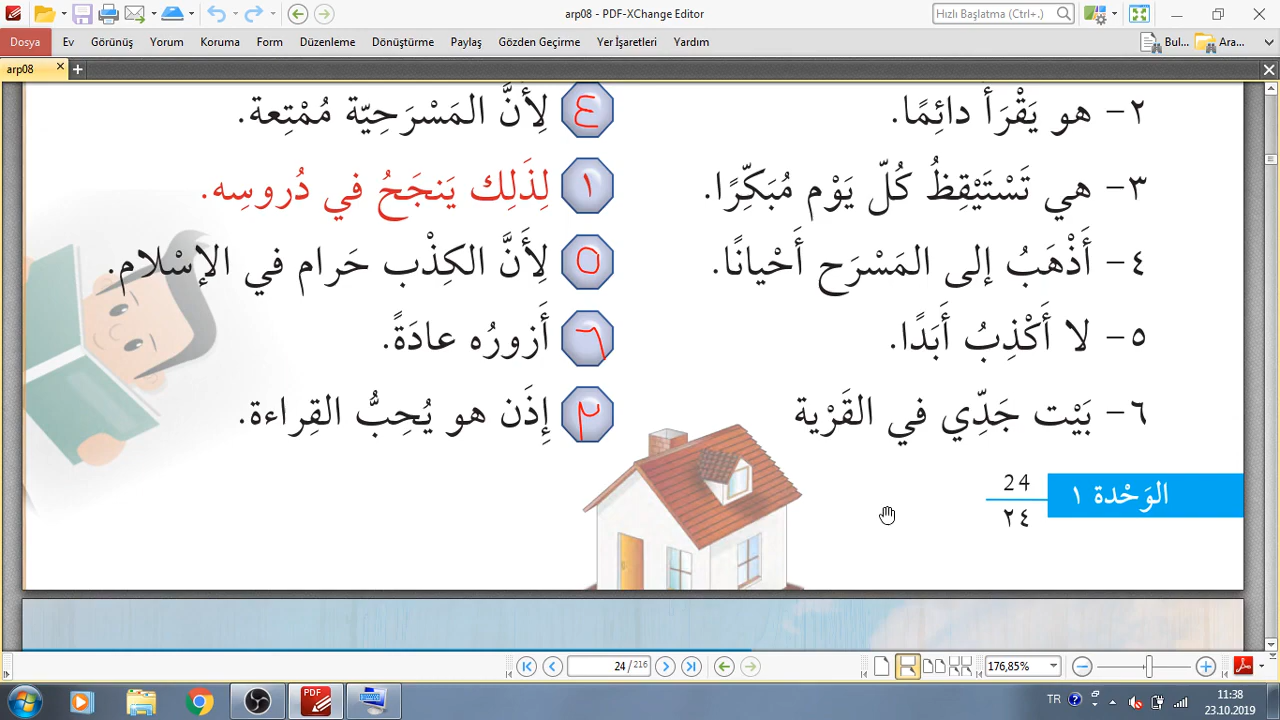 arp08 - PDF-XChange Editor
Hızlı Başlatma (Ctrl+.)
Dosya Ev Görünüş Yorum Koruma Form Düzenleme Dönüştürme Paylaş Gözden Geçirme Yer İşaretleri Yardım Bul... Ara...
arp08
٢- هو يَقْرَأ دائِمًا. ٤ لِأَنَّ المَسْرَحِيّة مُمْتِعة.
٣- هي تَسْتَيْقِظُ كُلّ يَوْم مُبَكِّرًا. ١ لِذَلِك يَنجَحُ في دُروسِه.
٤- أَذْهَبُ إلى المَسْرَح أَحْيانًا. ٥ لِأَنَّ الكِذْب حَرام في الإسْلام.
٥- لا أَكْذِبُ أَبَدًا. ٦ أَزورُه عادَةً.
٦- بَيْت جَدِّي في القَرْية ٢ إِذَن هو يُحِبُّ القِراءة.
الوَحْدة ١
24
٢٤
24 / 216
176,85%
PDF
TR
11:38
23.10.2019